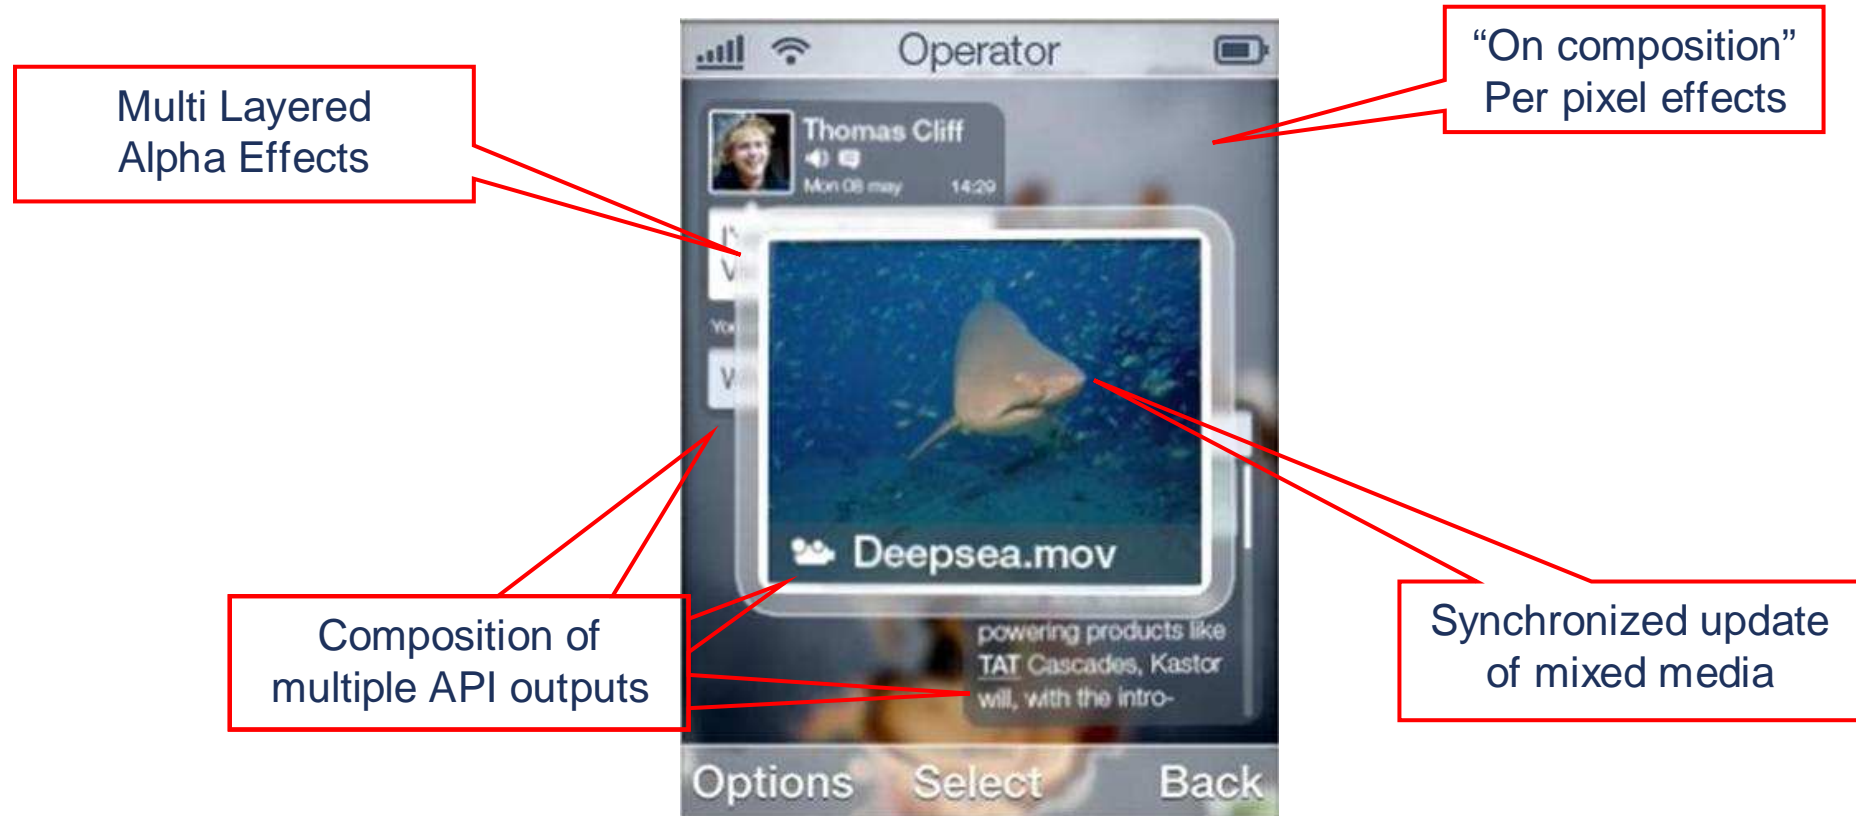 Operator
“On composition”
Per pixel effects
Multi Layered
Alpha Effects
Thomas Cliff
Mon 08 may 14:29
Deepsea.mov
Composition of
multiple API outputs
Synchronized update
of mixed media
powering products like
TAT Cascades, Kastor
will, with the intro-
Options Select Back